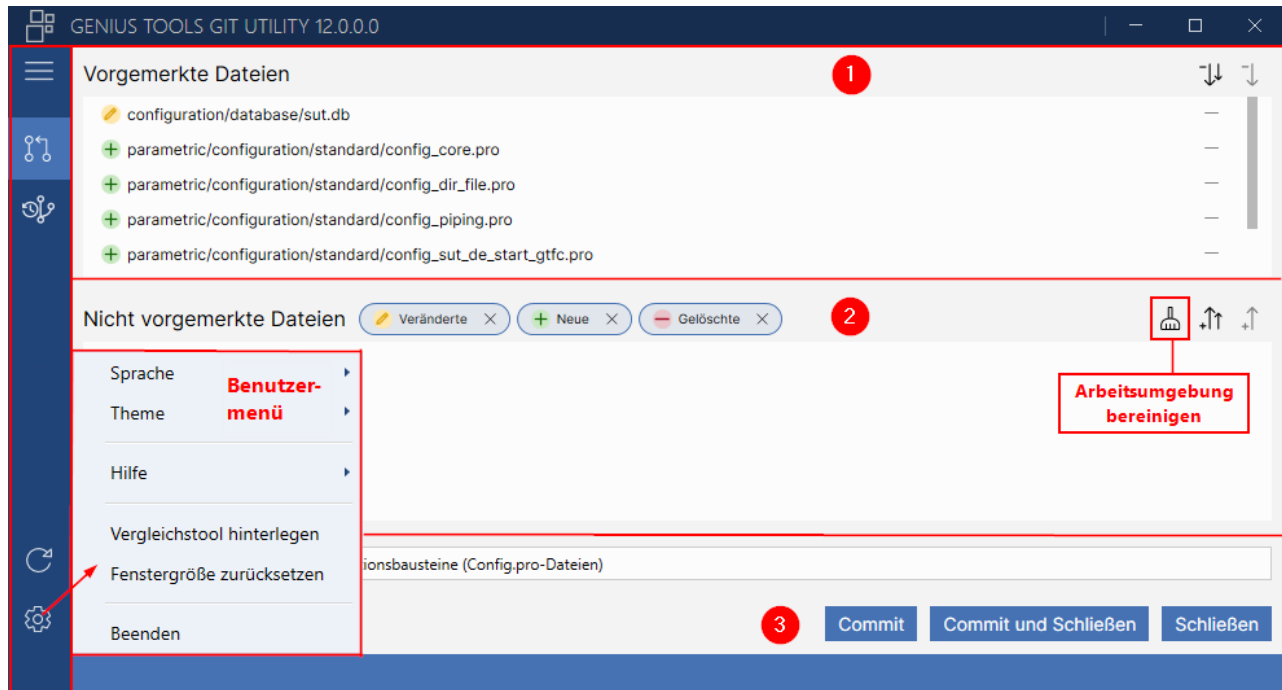 GENIUS TOOLS GIT UTILITY 12.0.0.0
Vorgemerkte Dateien
1
configuration/database/sut.db
parametric/configuration/standard/config_core.pro
parametric/configuration/standard/config_dir_file.pro
parametric/configuration/standard/config_piping.pro
parametric/configuration/standard/config_sut_de_start_gtfc.pro
Nicht vorgemerkte Dateien Veränderte Neue Gelöschte
2
Sprache
Theme
Benutzer-
menü
Arbeitsumgebung
bereinigen
Hilfe
Vergleichstool hinterlegen
Fenstergröße zurücksetzen
Beenden
ionsbausteine (Config.pro-Dateien)
3
Commit Commit und Schließen Schließen